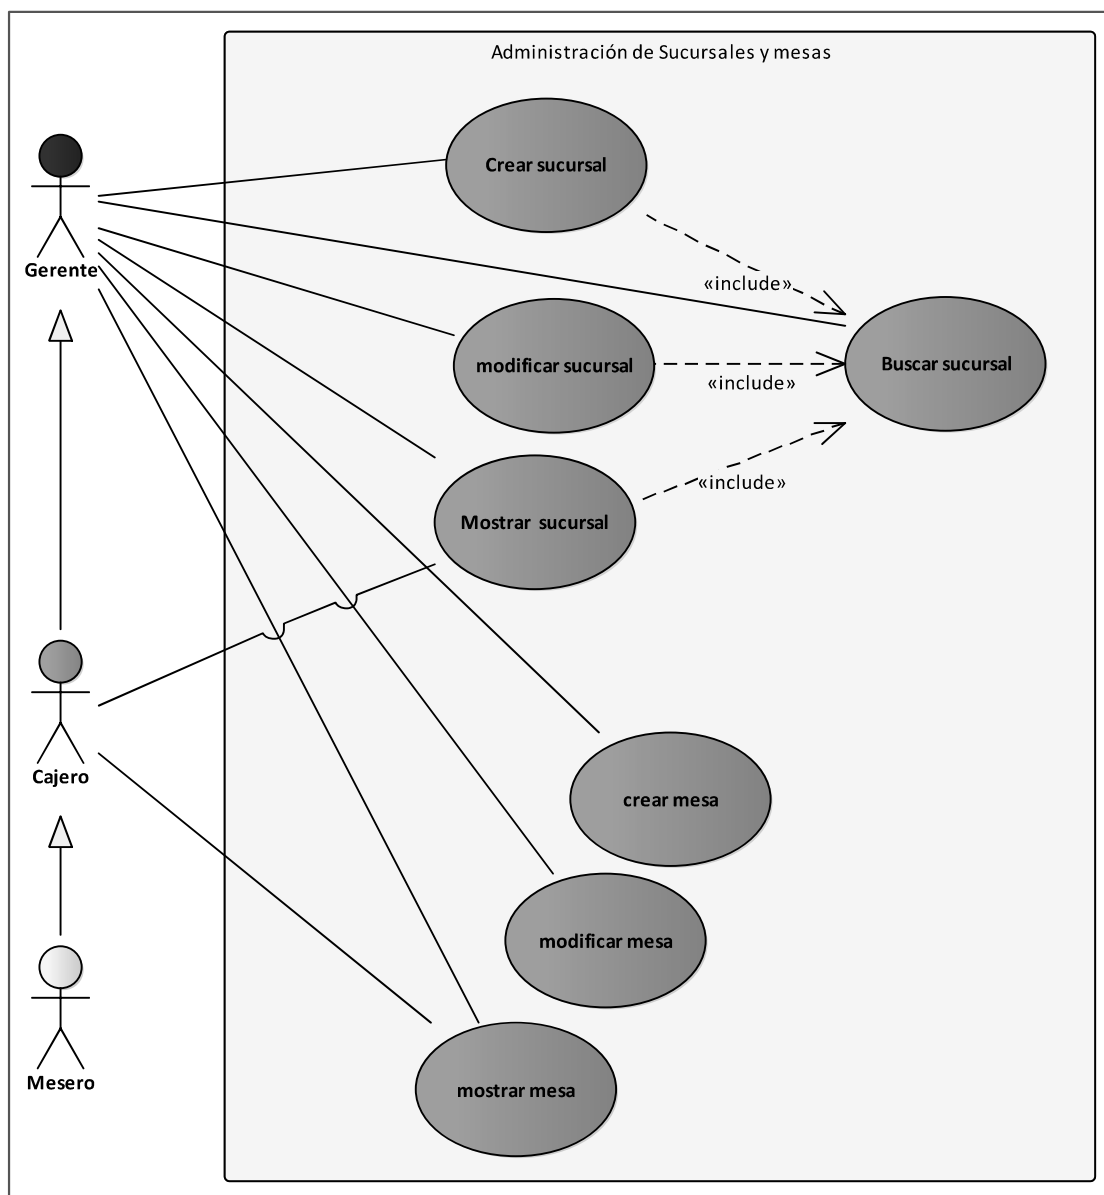 Administración de Sucursales y mesas
Crear sucursal
Gerente
«include»
modificar sucursal
Buscar sucursal
«include»
«include»
Mostrar  sucursal
Cajero
crear mesa
modificar mesa
Mesero
mostrar mesa